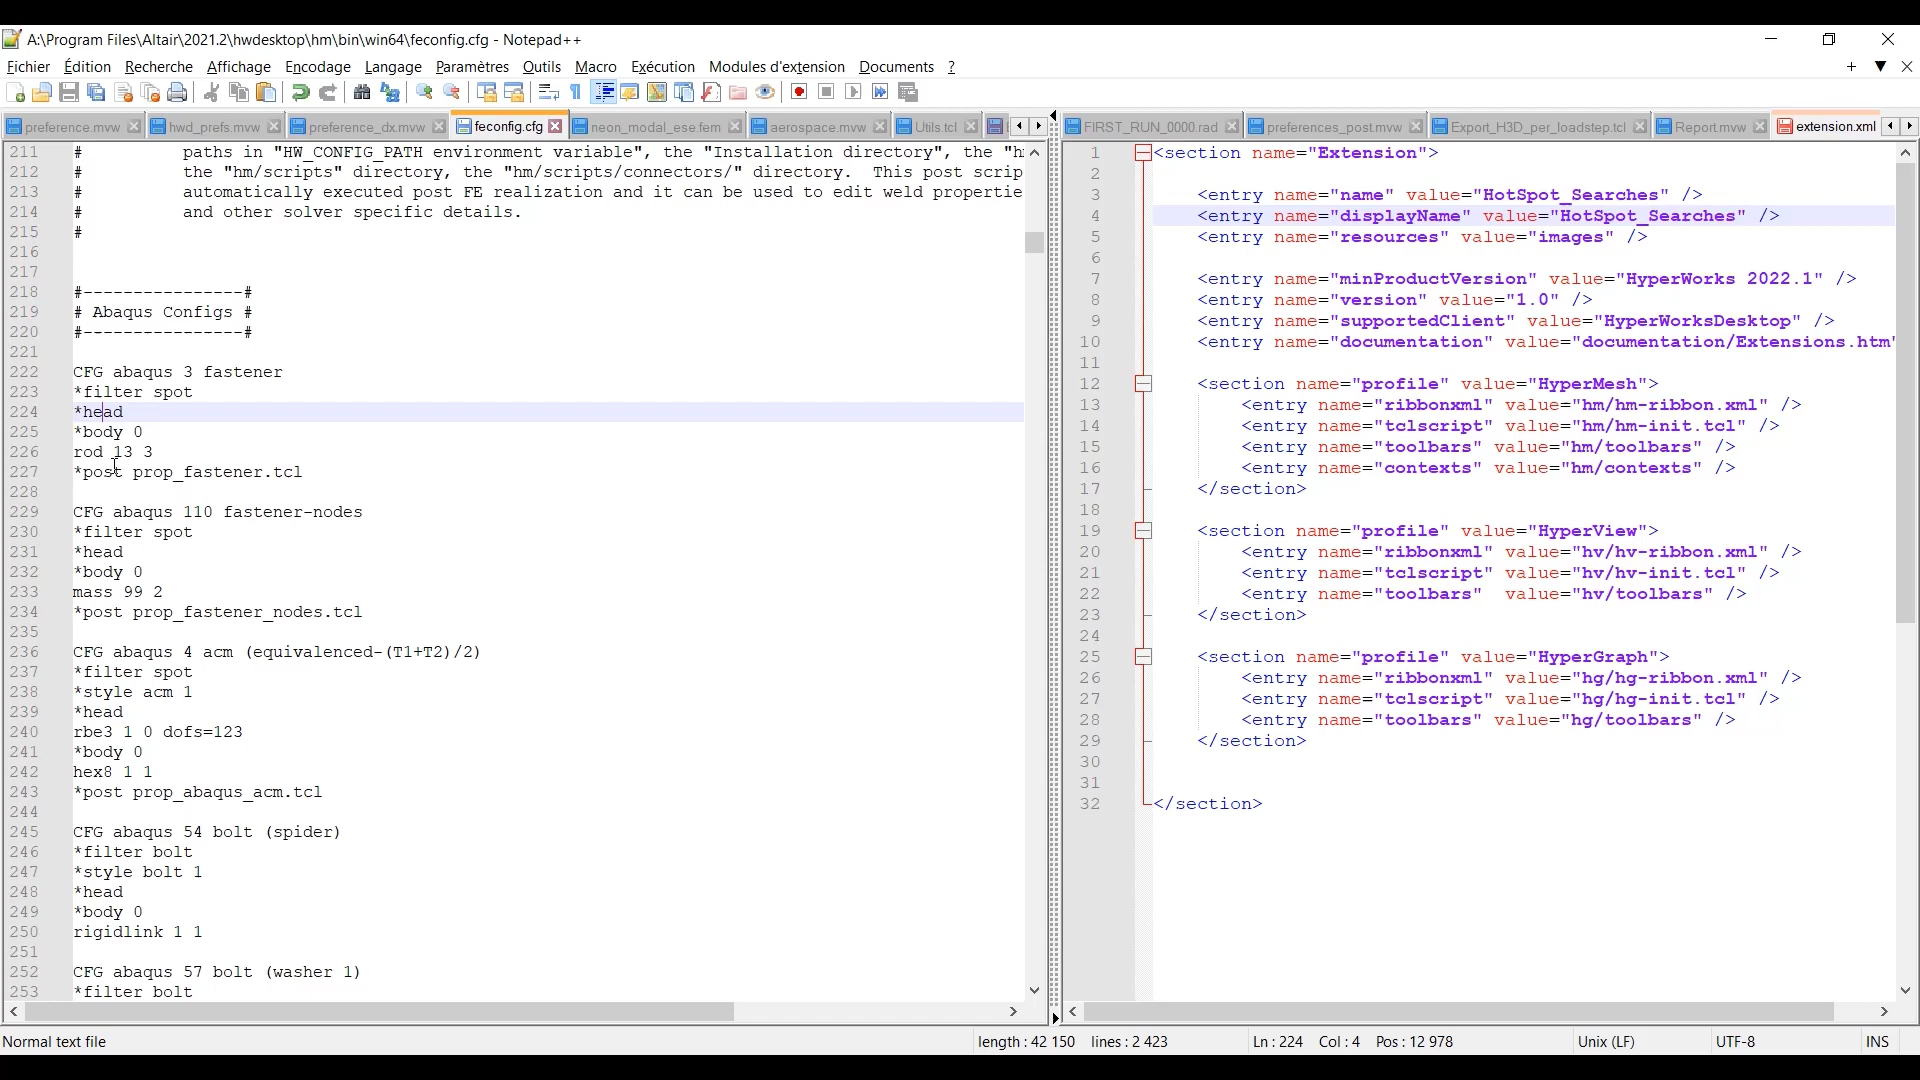 A:\Program Files\Altair\2021.2\hwdesktop\hm\bin\win64\feconfig.cfg - Notepad++
Fichier Édition Recherche Affichage Encodage Langage Paramètres Outils Macro Exécution Modules d'extension Documents ?
preference.mvw hwd_prefs.mvw preference_dx.mvw feconfig.cfg neon_modal_ese.fem aerospace.mvw Utils.tcl
211 # paths in "HW_CONFIG_PATH environment variable", the "Installation directory", the "h
212 # the "hm/scripts" directory, the "hm/scripts/connectors/" directory. This post scrip
213 # automatically executed post FE realization and it can be used to edit weld propertie
214 # and other solver specific details.
215 #
216
217
218 #----------------#
219 # Abaqus Configs #
220 #----------------#
221
222 CFG abaqus 3 fastener
223 *filter spot
224 *head
225 *body 0
226 rod 13 3
227 *post prop_fastener.tcl
228
229 CFG abaqus 110 fastener-nodes
230 *filter spot
231 *head
232 *body 0
233 mass 99 2
234 *post prop_fastener_nodes.tcl
235
236 CFG abaqus 4 acm (equivalenced-(T1+T2)/2)
237 *filter spot
238 *style acm 1
239 *head
240 rbe3 1 0 dofs=123
241 *body 0
242 hex8 1 1
243 *post prop_abaqus_acm.tcl
244
245 CFG abaqus 54 bolt (spider)
246 *filter bolt
247 *style bolt 1
248 *head
249 *body 0
250 rigidlink 1 1
251
252 CFG abaqus 57 bolt (washer 1)
253 *filter bolt
FIRST_RUN_0000.rad preferences_post.mvw Export_H3D_per_loadstep.tcl Report.mvw extension.xml
1 <section name="Extension">
2
3 <entry name="name" value="HotSpot_Searches" />
4 <entry name="displayName" value="HotSpot_Searches" />
5 <entry name="resources" value="images" />
6
7 <entry name="minProductVersion" value="HyperWorks 2022.1" />
8 <entry name="version" value="1.0" />
9 <entry name="supportedClient" value="HyperWorksDesktop" />
10 <entry name="documentation" value="documentation/Extensions.htm"
11
12 <section name="profile" value="HyperMesh">
13 <entry name="ribbonxml" value="hm/hm-ribbon.xml" />
14 <entry name="tclscript" value="hm/hm-init.tcl" />
15 <entry name="toolbars" value="hm/toolbars" />
16 <entry name="contexts" value="hm/contexts" />
17 </section>
18
19 <section name="profile" value="HyperView">
20 <entry name="ribbonxml" value="hv/hv-ribbon.xml" />
21 <entry name="tclscript" value="hv/hv-init.tcl" />
22 <entry name="toolbars" value="hv/toolbars" />
23 </section>
24
25 <section name="profile" value="HyperGraph">
26 <entry name="ribbonxml" value="hg/hg-ribbon.xml" />
27 <entry name="tclscript" value="hg/hg-init.tcl" />
28 <entry name="toolbars" value="hg/toolbars" />
29 </section>
30
31
32 </section>
Normal text file length : 42 150 lines : 2 423 Ln : 224 Col : 4 Pos : 12 978 Unix (LF) UTF-8 INS